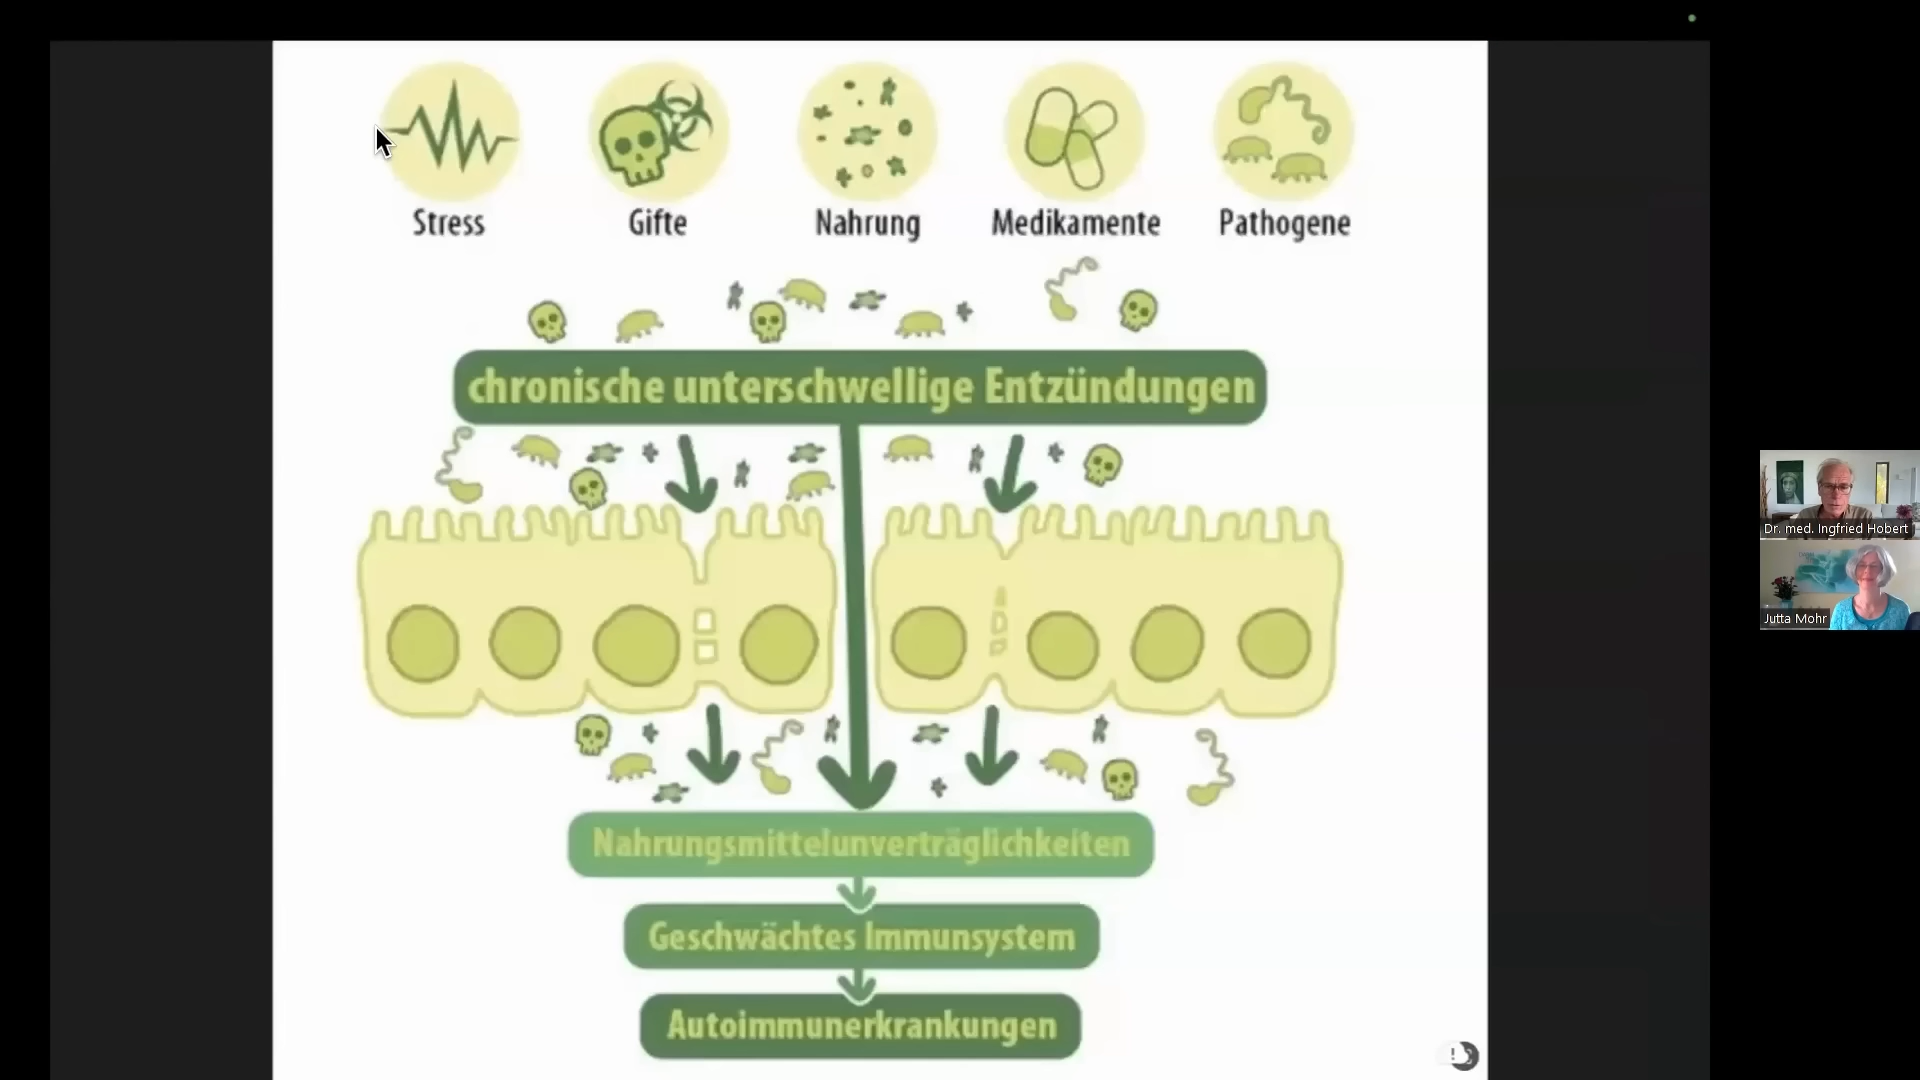 Stress
Gifte
Nahrung
Medikamente
Pathogene
chronische unterschwellige Entzündungen
Nahrungsmittelunverträglichkeiten
Geschwächtes Immunsystem
Autoimmunerkrankungen
Dr. med. Ingfried Hobert
Jutta Mohr